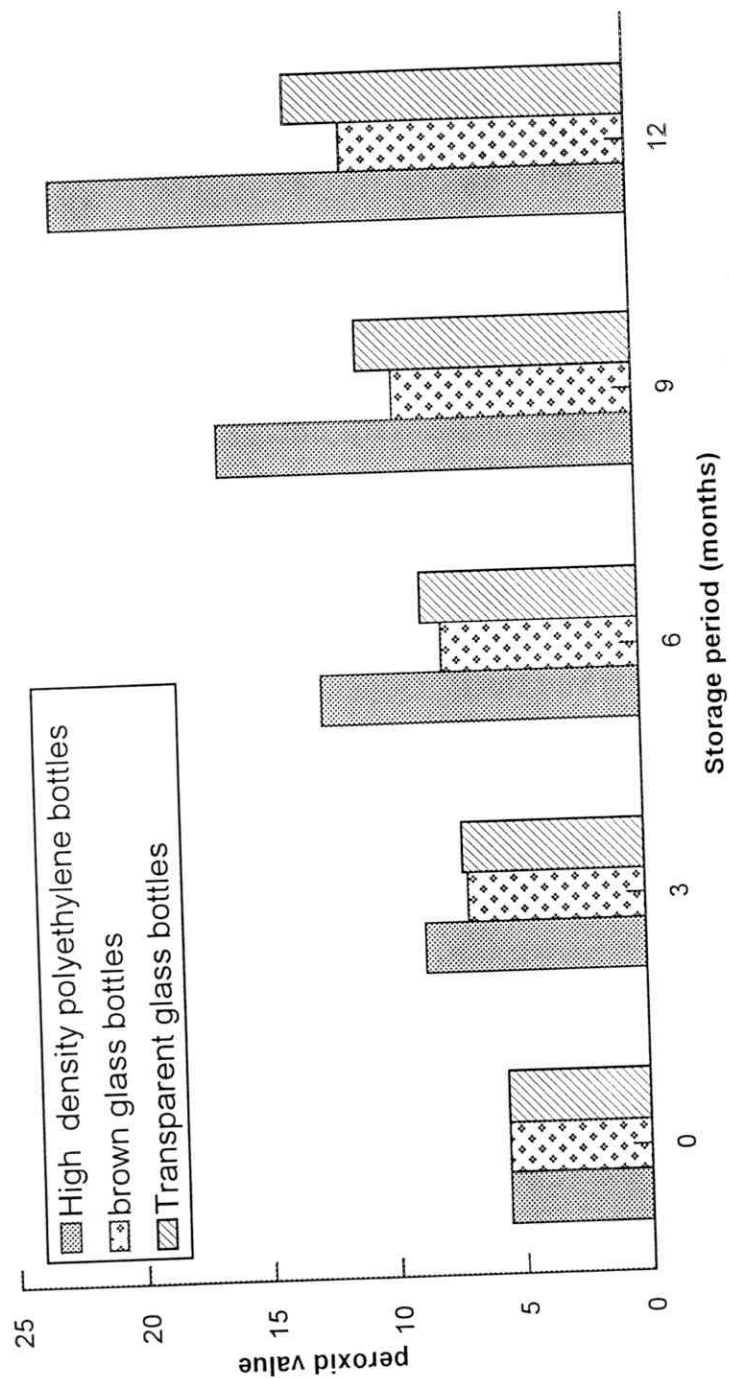 25
20
15
10
5
0
peroxid value
High density polyethylene bottles
brown glass bottles
Transparent glass bottles
0
3
6
9
12
Storage period (months)